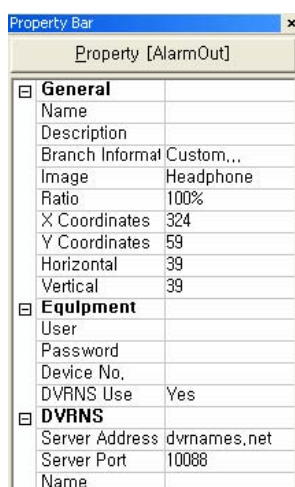 Property Bar
Property [AlarmOut]
General
Name
Description
Branch Informat Custom,,,
Image Headphone
Ratio 100%
X Coordinates 324
Y Coordinates 59
Horizontal 39
Vertical 39
Equipment
User
Password
Device No,
DVRNS Use Yes
DVRNS
Server Address dvrnames,net
Server Port 10088
Name